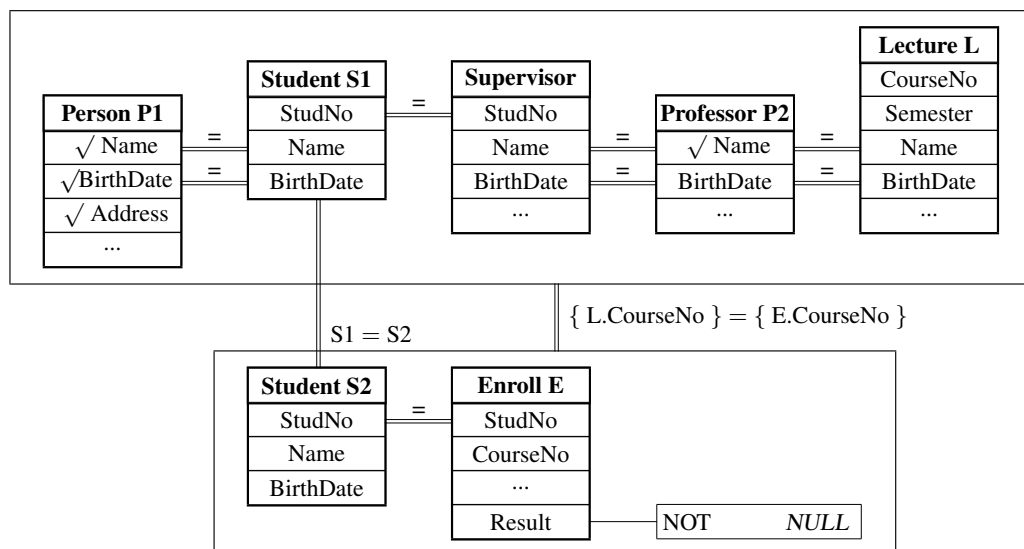 Person P1
√ Name
√BirthDate
√ Address
...
=
=
Student S1
StudNo
Name
BirthDate
=
Supervisor
StudNo
Name
BirthDate
...
=
=
Professor P2
√ Name
BirthDate
...
=
=
Lecture L
CourseNo
Semester
Name
BirthDate
...
S1 = S2
{ L.CourseNo } = { E.CourseNo }
Student S2
StudNo
Name
BirthDate
=
Enroll E
StudNo
CourseNo
...
Result
NOT NULL